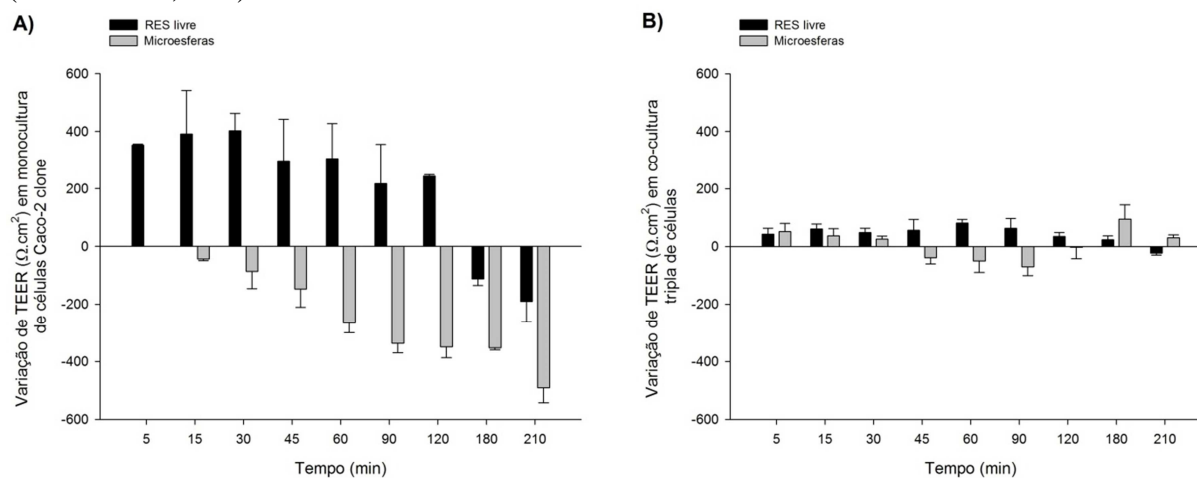 A)
RES livre
Microesferas
Variação de TEER (Ω.cm²) em monocultura
de células Caco-2 clone
600
400
200
0
-200
-400
-600
5 15 30 45 60 90 120 180 210
Tempo (min)
B)
RES livre
Microesferas
Variação de TEER (Ω.cm²) em co-cultura
tripla de células
600
400
200
0
-200
-400
-600
5 15 30 45 60 90 120 180 210
Tempo (min)